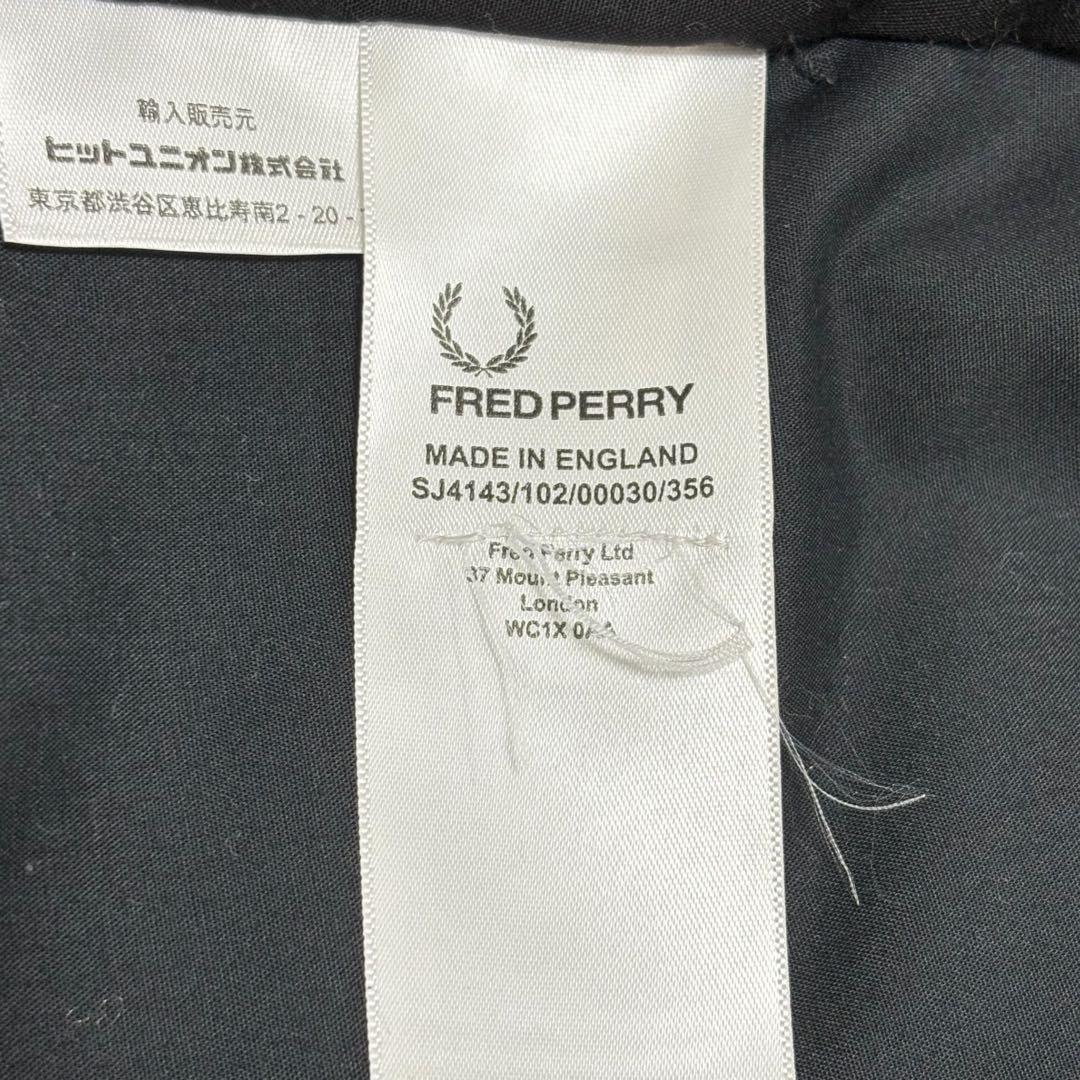 輸入販売元
ヒットユニオン株式会社
東京都渋谷区恵比寿南2-20-
FRED PERRY
MADE IN ENGLAND
SJ4143/102/00030/356
Fred Perry Ltd
37 Mount Pleasant
London
WC1X